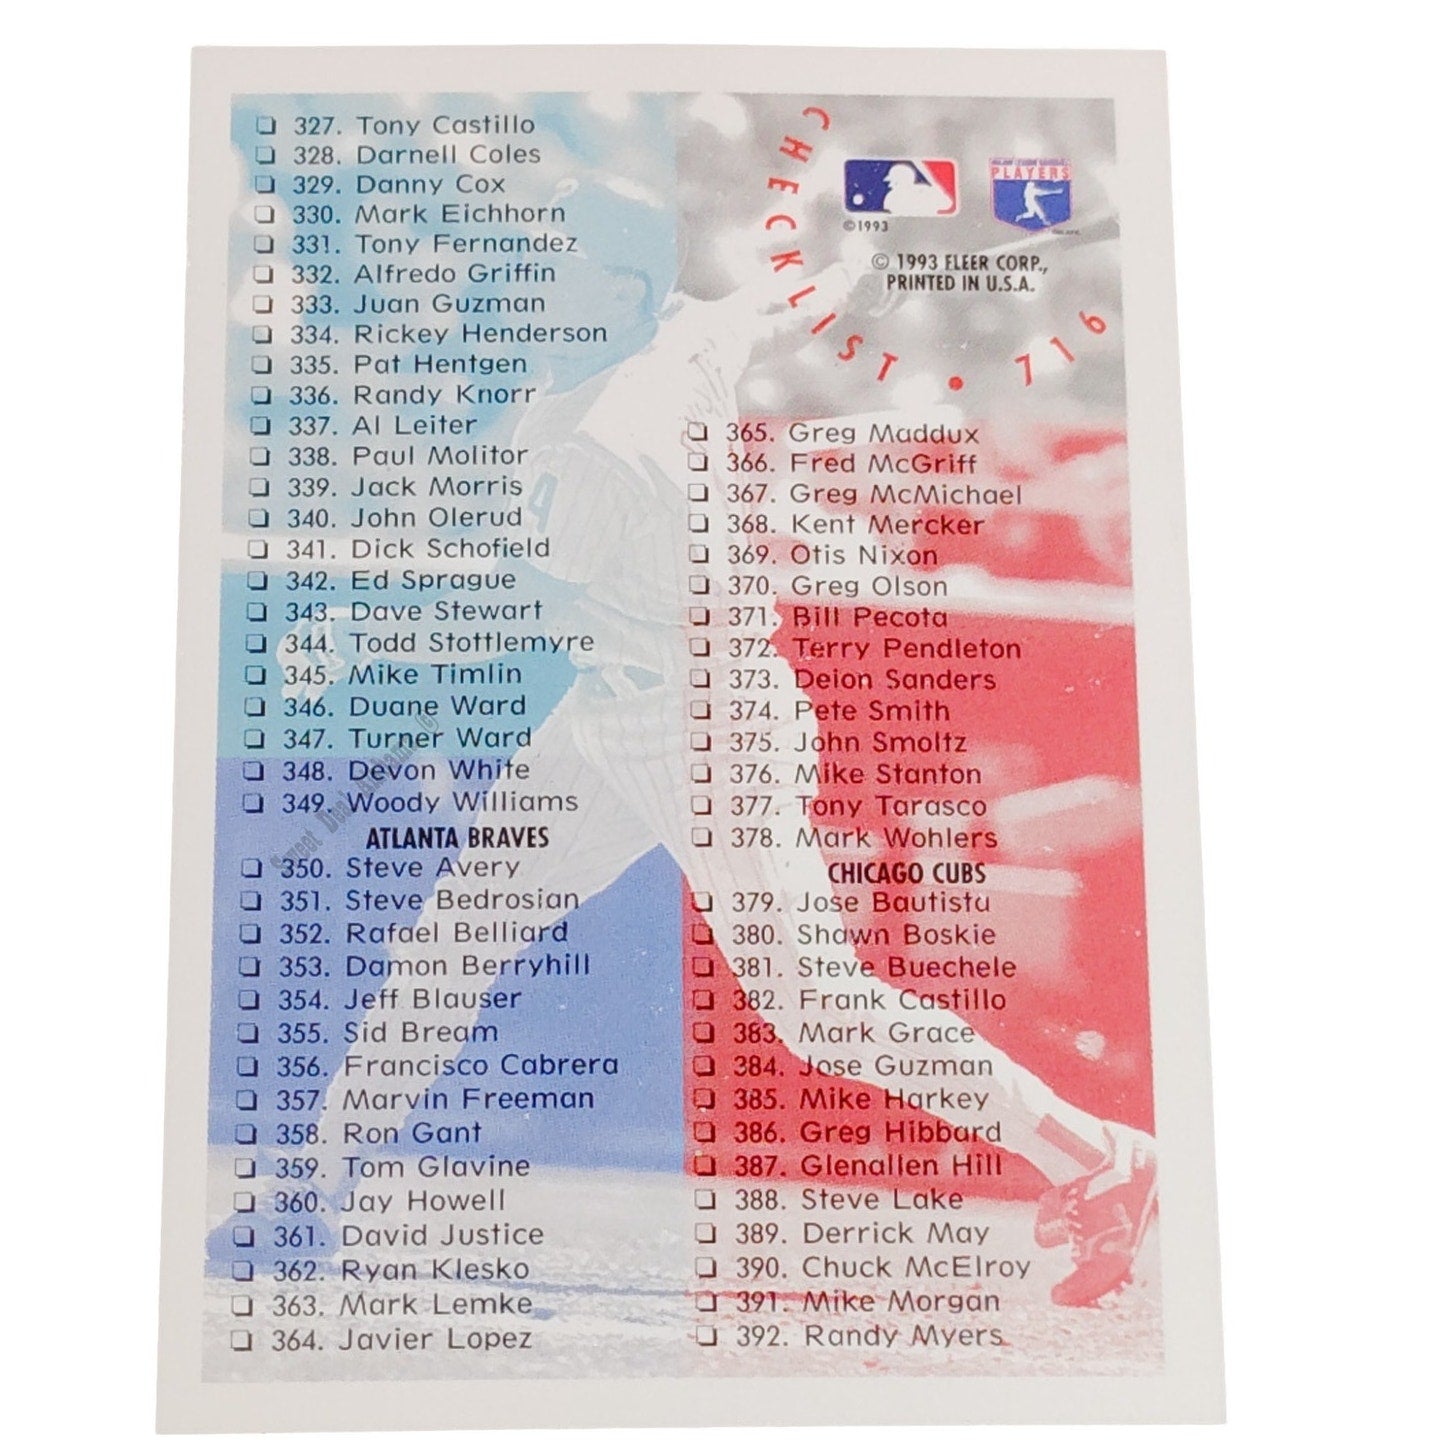 327. Tony Castillo
328. Darnell Coles
329. Danny Cox
330. Mark Eichhorn
331. Tony Fernandez
332. Alfredo Griffin
333. Juan Guzman
334. Rickey Henderson
335. Pat Hentgen
336. Randy Knorr
337. Al Leiter
338. Paul Molitor
339. Jack Morris
340. John Olerud
341. Dick Schofield
342. Ed Sprague
343. Dave Stewart
344. Todd Stottlemyre
345. Mike Timlin
346. Duane Ward
347. Turner Ward
348. Devon White
349. Woody Williams
ATLANTA BRAVES
350. Steve Avery
351. Steve Bedrosian
352. Rafael Belliard
353. Damon Berryhill
354. Jeff Blauser
355. Sid Bream
356. Francisco Cabrera
357. Marvin Freeman
358. Ron Gant
359. Tom Glavine
360. Jay Howell
361. David Justice
362. Ryan Klesko
363. Mark Lemke
364. Javier Lopez
CHECKLIST • 716
PLAYERS
©1993
© 1993 FLEER CORP.,
PRINTED IN U.S.A.
365. Greg Maddux
366. Fred McGriff
367. Greg McMichael
368. Kent Mercker
369. Otis Nixon
370. Greg Olson
371. Bill Pecota
372. Terry Pendleton
373. Deion Sanders
374. Pete Smith
375. John Smoltz
376. Mike Stanton
377. Tony Tarasco
378. Mark Wohlers
CHICAGO CUBS
379. Jose Bautista
380. Shawn Boskie
381. Steve Buechele
382. Frank Castillo
383. Mark Grace
384. Jose Guzman
385. Mike Harkey
386. Greg Hibbard
387. Glenallen Hill
388. Steve Lake
389. Derrick May
390. Chuck McElroy
391. Mike Morgan
392. Randy Myers